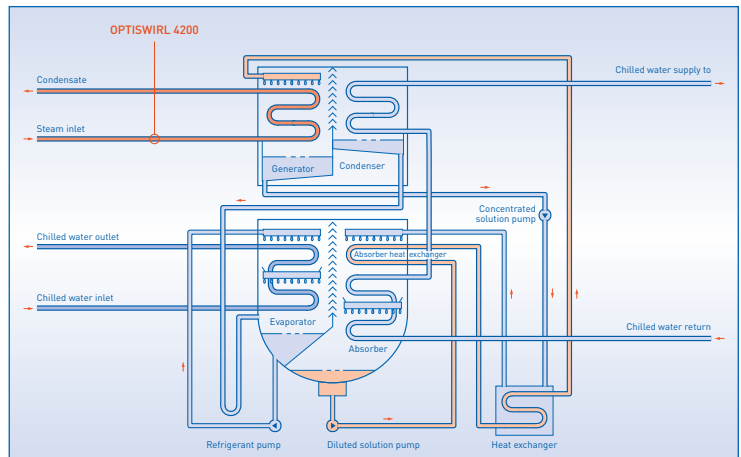 OPTISWIRL 4200
Condensate
Chilled water supply to
Steam inlet
Generator
Condenser
Concentrated
solution pump
Chilled water outlet
Absorber heat exchanger
Chilled water inlet
Evaporator
Absorber
Chilled water return
Refrigerant pump
Diluted solution pump
Heat exchanger